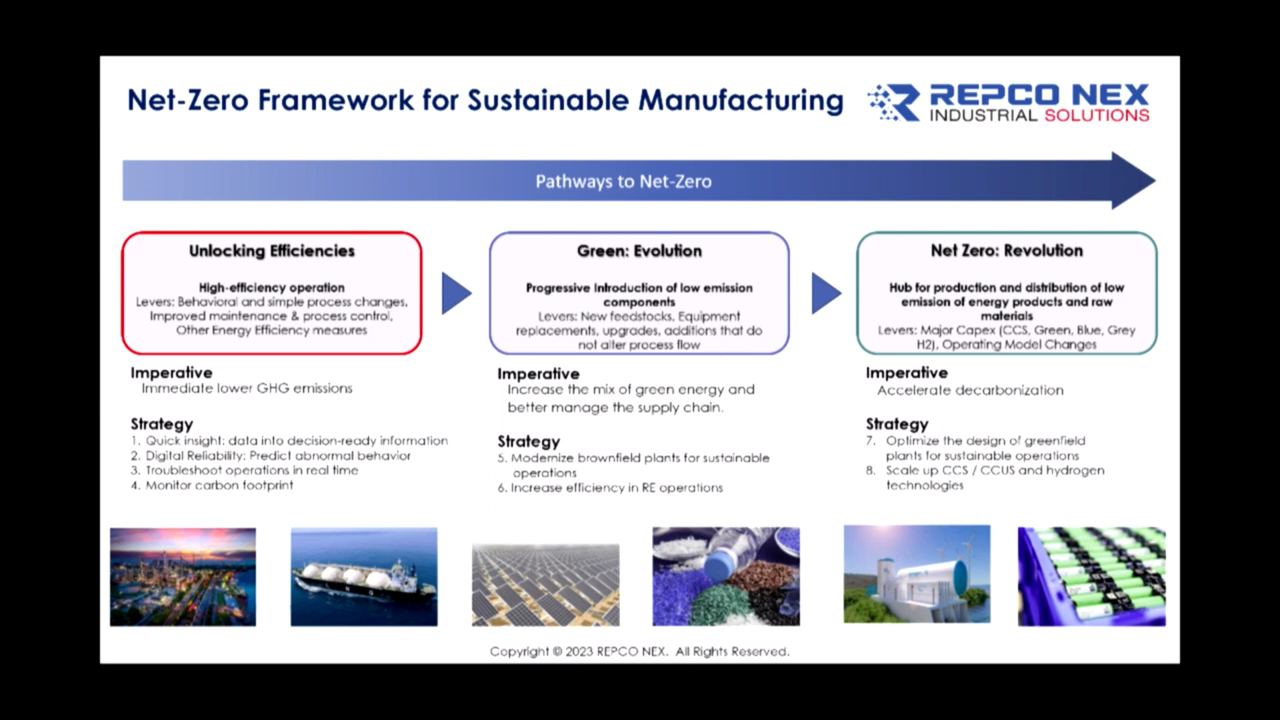 Net-Zero Framework for Sustainable Manufacturing
REPCO NEX
INDUSTRIAL SOLUTIONS
Pathways to Net-Zero
Unlocking Efficiencies
High-efficiency operation
Levers: Behavioral and simple process changes,
Improved maintenance & process control,
Other Energy Efficiency measures
Imperative
Immediate lower GHG emissions
Strategy
1. Quick insight: data into decision-ready information
2. Digital Reliability: Predict abnormal behavior
3. Troubleshoot operations in real time
4. Monitor carbon footprint
Green: Evolution
Progressive Introduction of low emission
components
Levers: New feedstocks, Equipment
replacements, upgrades, additions that do
not alter process flow
Imperative
Increase the mix of green energy and
better manage the supply chain.
Strategy
5. Modernize brownfield plants for sustainable
operations
6. Increase efficiency in RE operations
Net Zero: Revolution
Hub for production and distribution of low
emission of energy products and raw
materials
Levers: Major Capex (CCS, Green, Blue, Grey
H2), Operating Model Changes
Imperative
Accelerate decarbonization
Strategy
7. Optimize the design of greenfield
plants for sustainable operations
8. Scale up CCS / CCUS and hydrogen
technologies
Copyright © 2023 REPCO NEX. All Rights Reserved.